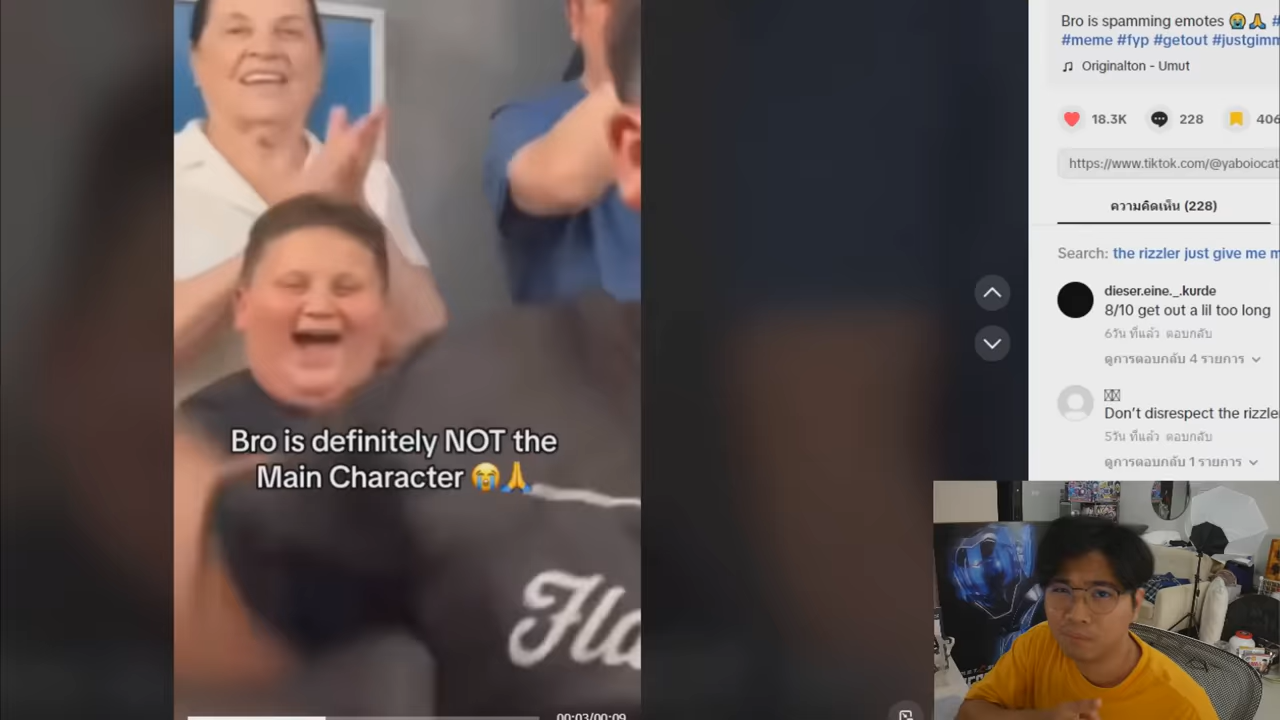 Bro is definitely NOT the
Main Character 😭🙏
Fla
00:03/00:09
Bro is spamming emotes 😭🙏 #
#meme #fyp #getout #justgimm
Originalton - Umut
18.3K
228
406
https://www.tiktok.com/@yaboiocat
ความคิดเห็น (228)
Search: the rizzler just give me m
dieser.eine._.kurde
8/10 get out a lil too long
6วัน ที่แล้ว ตอบกลับ
ดูการตอบกลับ 4 รายการ
Don't disrespect the rizzle
5วัน ที่แล้ว ตอบกลับ
ดูการตอบกลับ 1 รายการ